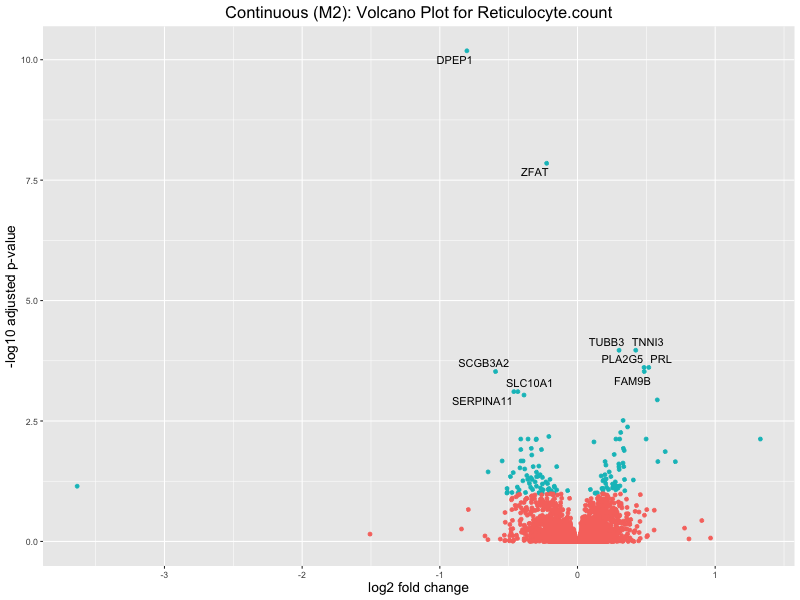 Continuous (M2): Volcano Plot for Reticulocyte.count
10.0
DPEP1
7.5
ZFAT
-log10 adjusted p-value
5.0
TUBB3 TNNI3
SCGB3A2 PLA2G5 PRL
SLC10A1 FAM9B
SERPINA11
2.5
0.0
-3 -2 -1 0 1
log2 fold change